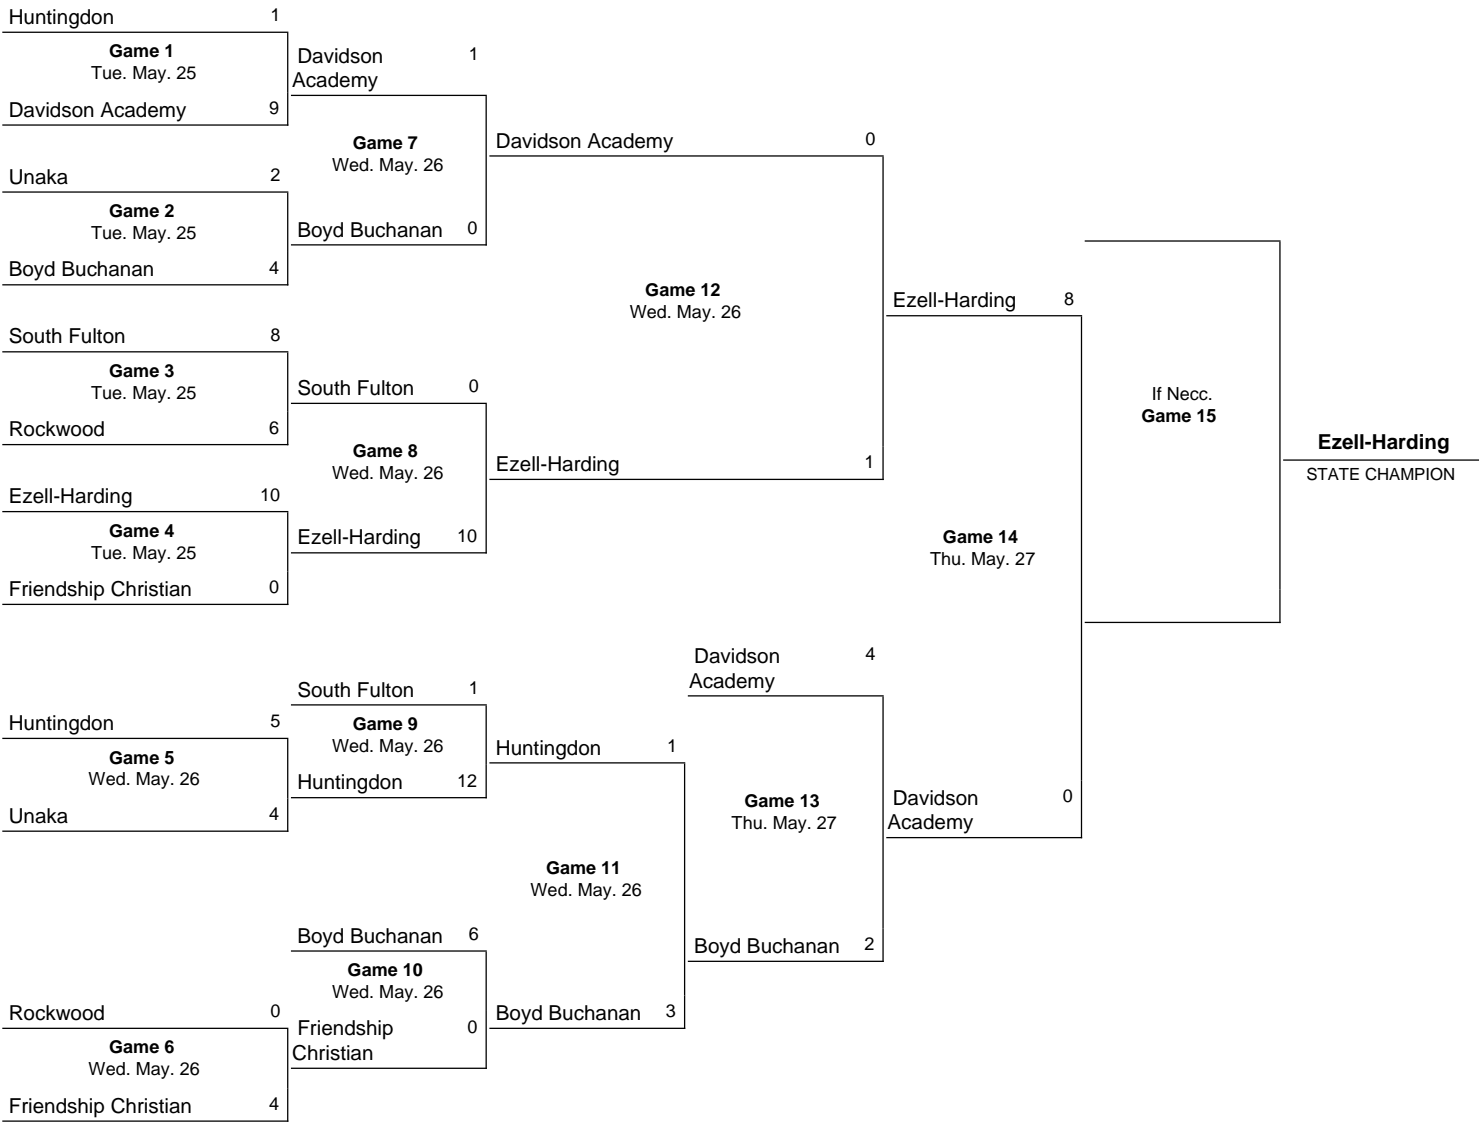 Huntingdon 1
Game 1
Tue. May. 25
Davidson Academy 9
Unaka 2
Game 2
Tue. May. 25
Boyd Buchanan 4
South Fulton 8
Game 3
Tue. May. 25
Rockwood 6
Ezell-Harding 10
Game 4
Tue. May. 25
Friendship Christian 0
Huntingdon 5
Game 5
Wed. May. 26
Unaka 4
Rockwood 0
Game 6
Wed. May. 26
Friendship Christian 4
Davidson 1
Academy
Game 7
Wed. May. 26
Boyd Buchanan 0
South Fulton 0
Game 8
Wed. May. 26
Ezell-Harding 10
South Fulton 1
Game 9
Wed. May. 26
Huntingdon 12
Boyd Buchanan 6
Game 10
Wed. May. 26
Friendship 0
Christian
Davidson Academy 0
Game 12
Wed. May. 26
Ezell-Harding 1
Huntingdon 1
Game 11
Wed. May. 26
Boyd Buchanan 3
Davidson 4
Academy
Game 13
Thu. May. 27
Boyd Buchanan 2
Ezell-Harding 8
Game 14
Thu. May. 27
Davidson 0
Academy
If Necc.
Game 15
Ezell-Harding
STATE CHAMPION